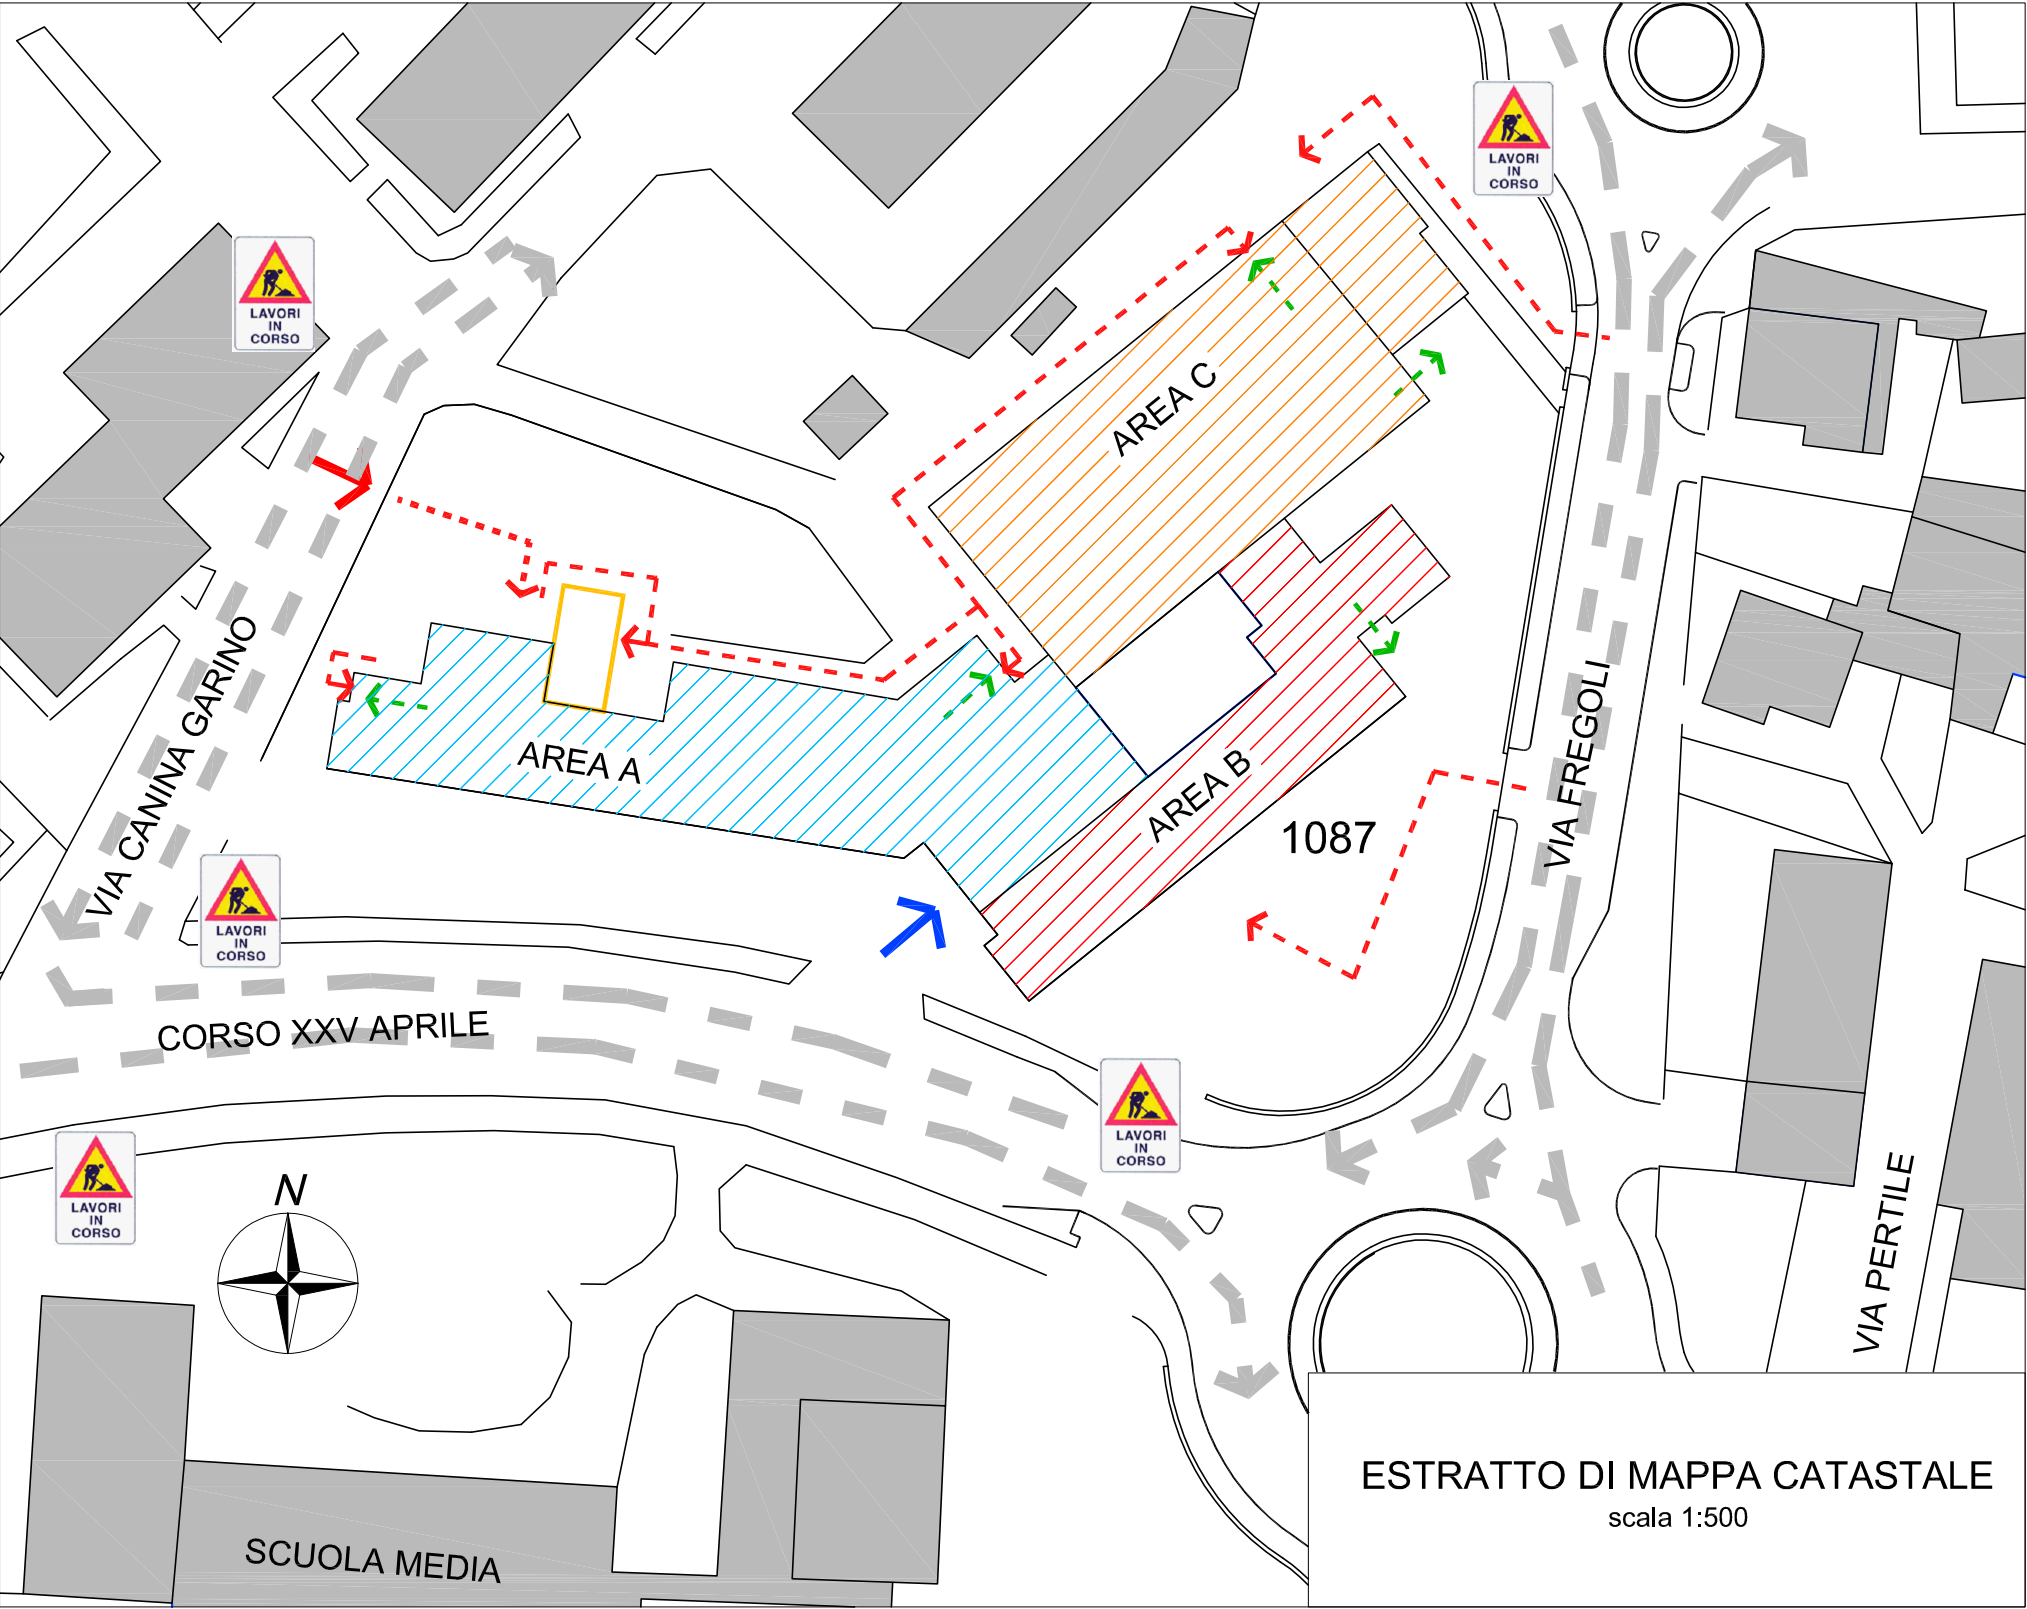 LAVORI
IN
CORSO
LAVORI
IN
CORSO
AREA C
VIA CANINA GARINO
AREA A
AREA B
1087
VIA FREGOLI
LAVORI
IN
CORSO
CORSO XXV APRILE
LAVORI
IN
CORSO
LAVORI
IN
CORSO
N
VIA PERTILE
ESTRATTO DI MAPPA CATASTALE
scala 1:500
SCUOLA MEDIA